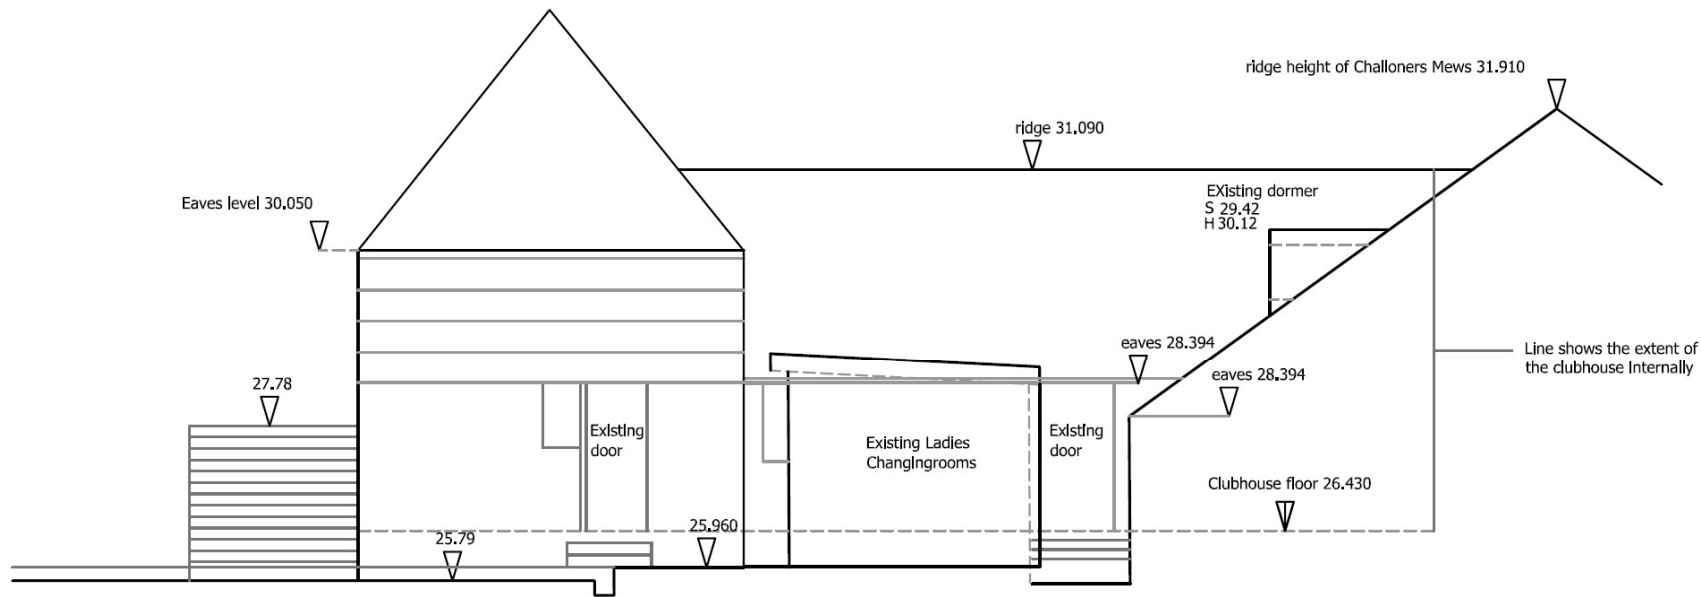 ridge height of Challoners Mews 31.910
ridge 31.090
EXisting dormer
S 29.42
H 30.12
Eaves level 30.050
eaves 28.394
Line shows the extent of
the clubhouse Internally
eaves 28.394
27.78
Existing
door
Existing Ladies
Changingrooms
Existing
door
Clubhouse floor 26.430
25.960
25.79